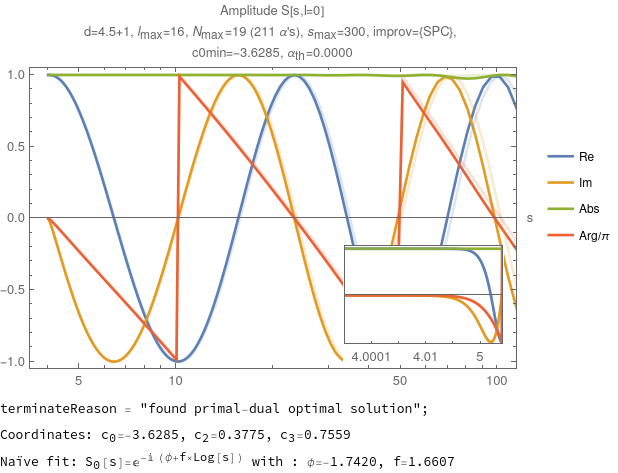 Amplitude S[s,l=0]
d=4.5+1, lmax=16, Nmax=19 (211 α's), smax=300, improv={SPC},
c0min=-3.6285, αth=0.0000
1.0
0.5
0.0
-0.5
-1.0
s
Re
Im
Abs
Arg/π
4.0001 4.01 5
5 10 50 100
terminateReason = "found primal-dual optimal solution";
Coordinates: c0=-3.6285, c2=0.3775, c3=0.7559
Naïve fit: S0[s]=e^-i (ϕ+f×Log[s]) with : ϕ=-1.7420, f=1.6607